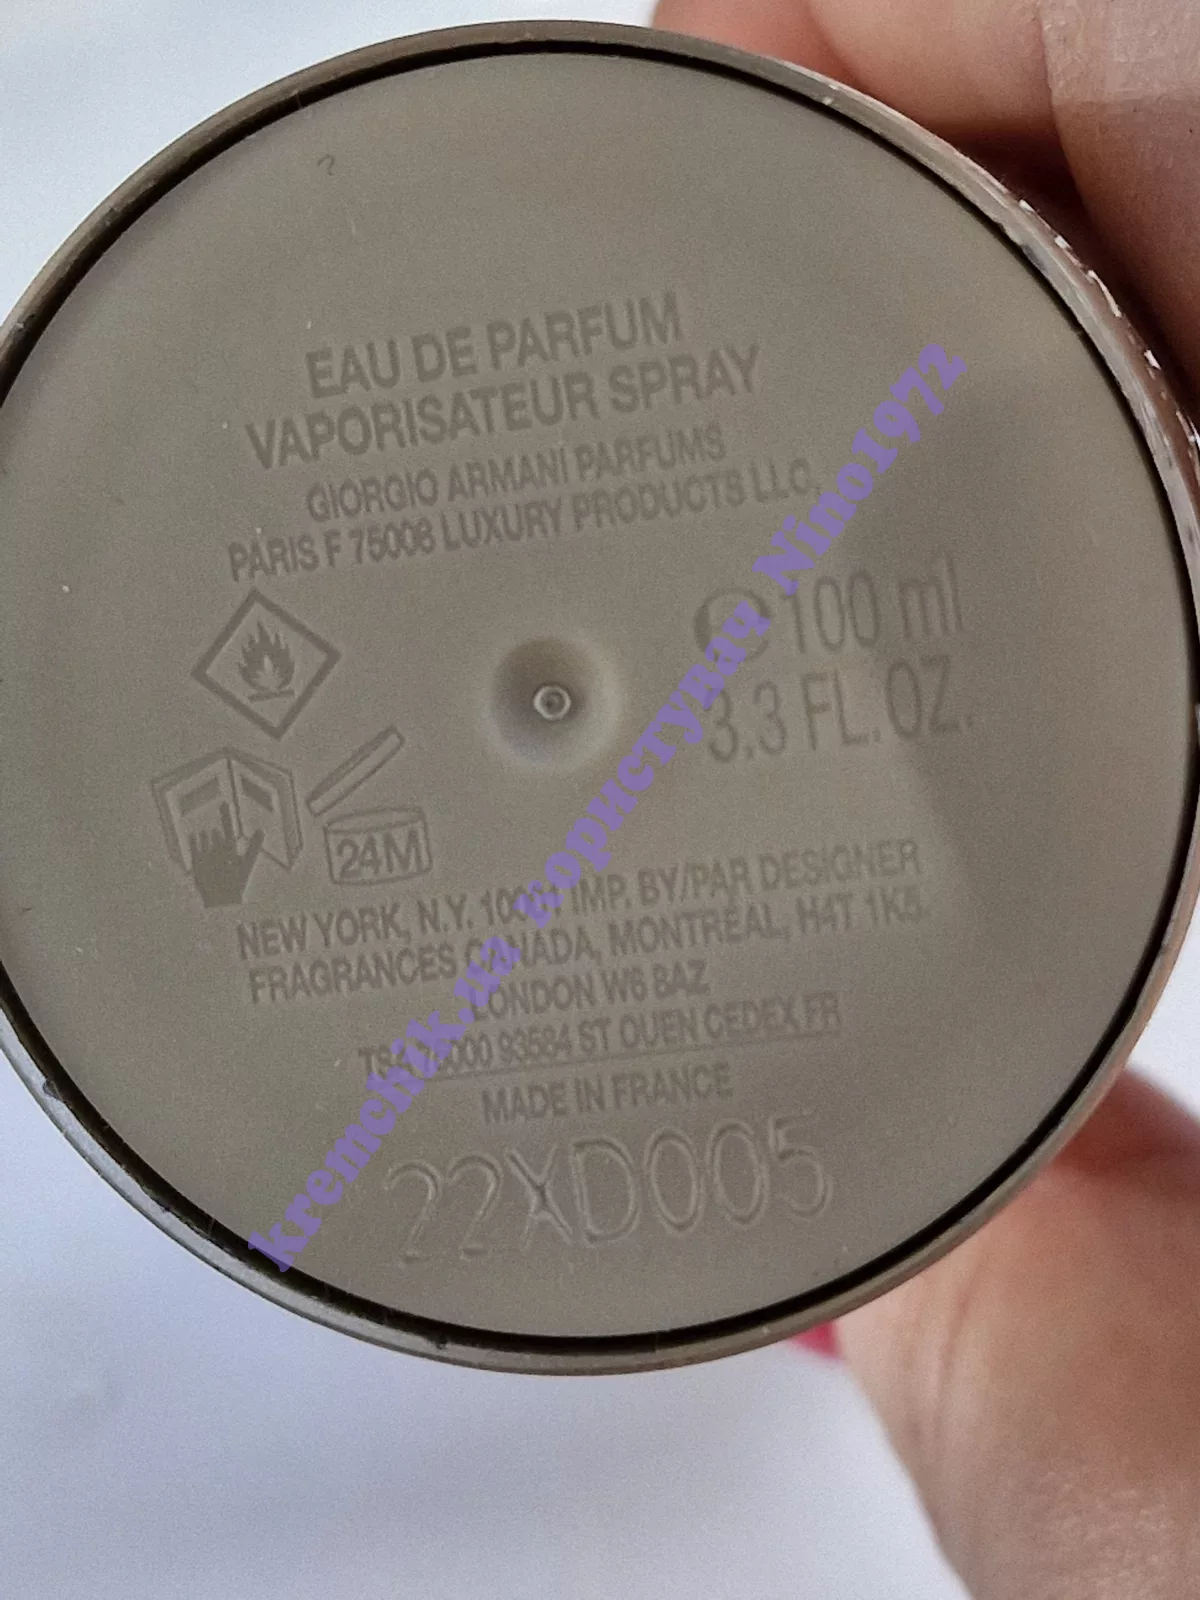 EAU DE PARFUM
VAPORISATEUR SPRAY
GIORGIO ARMANI PARFUMS
PARIS F 75008 LUXURY PRODUCTS LLC,
100 ml
3.3 FL. OZ.
24M
NEW YORK, N.Y. 10001 IMP. BY/PAR DESIGNER
FRAGRANCES CANADA, MONTRÉAL, H4T 1K5.
LONDON W6 8AZ
93584 ST OUEN CEDEX FR
MADE IN FRANCE
22XD005
kremchik.ua користувач Nino1972